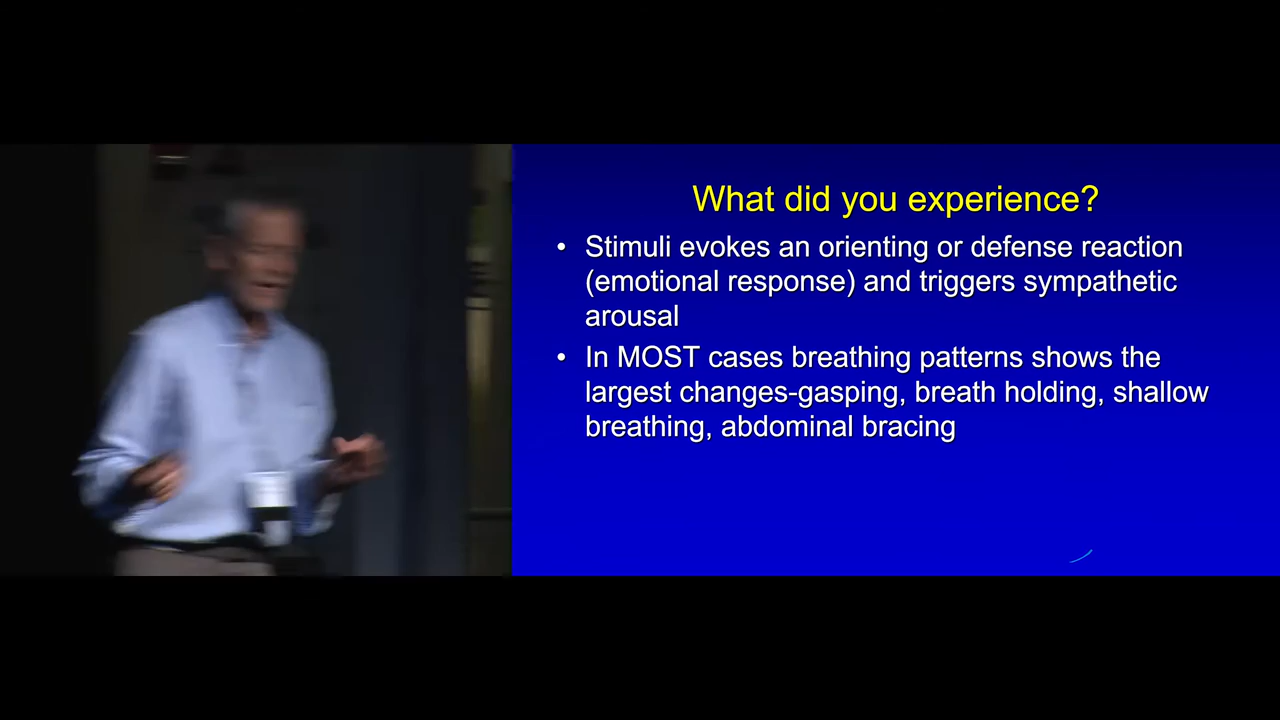 What did you experience?
• Stimuli evokes an orienting or defense reaction
(emotional response) and triggers sympathetic
arousal
• In MOST cases breathing patterns shows the
largest changes-gasping, breath holding, shallow
breathing, abdominal bracing